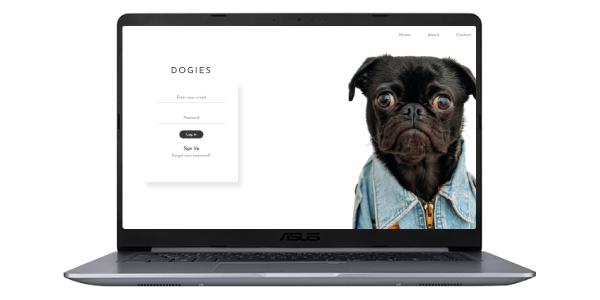 Home About Contact
DOGIES
Enter your e-mail
Password
Log in
Sign Up
Forgot your password?
ASUS